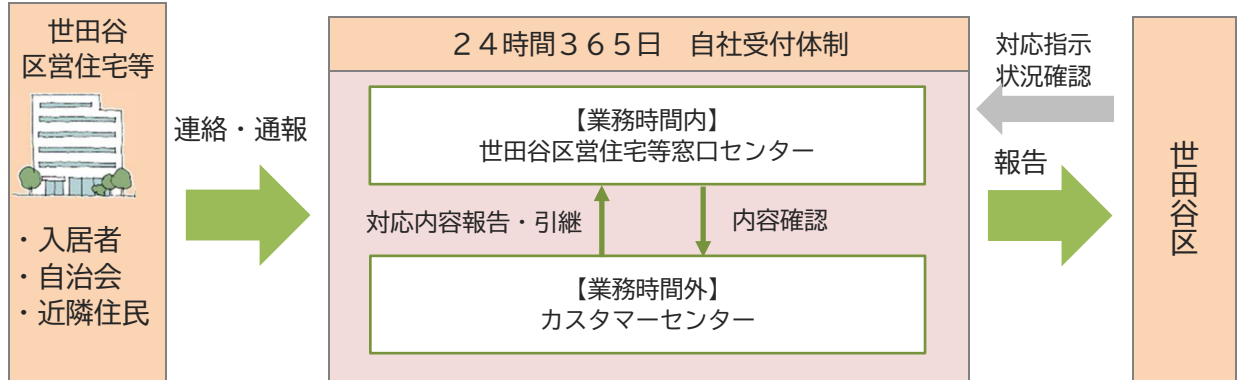 世田谷
区営住宅等
・入居者
・自治会
・近隣住民
連絡・通報
２４時間３６５日　自社受付体制
【業務時間内】
世田谷区営住宅等窓口センター
対応内容報告・引継
内容確認
【業務時間外】
カスタマーセンター
対応指示
状況確認
報告
世田谷区